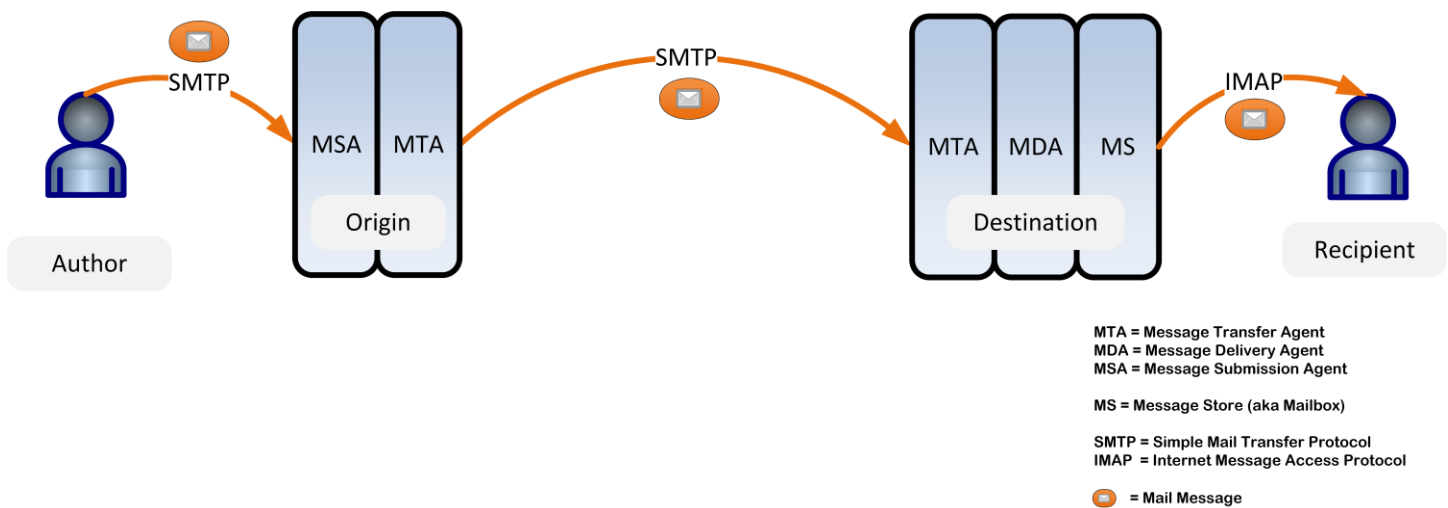 SMTP
SMTP
IMAP
MSA
MTA
MTA
MDA
MS
Origin
Destination
Author
Recipient
MTA = Message Transfer Agent
MDA = Message Delivery Agent
MSA = Message Submission Agent
MS = Message Store (aka Mailbox)
SMTP = Simple Mail Transfer Protocol
IMAP = Internet Message Access Protocol
= Mail Message